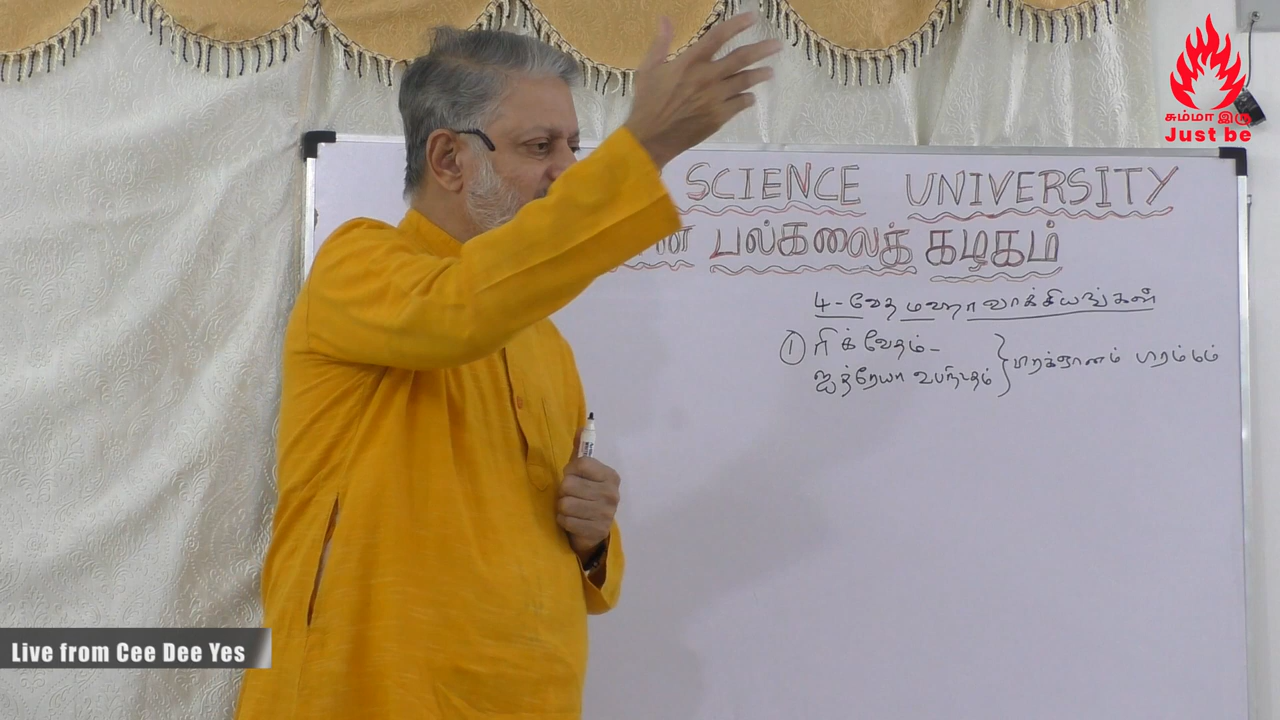 சும்மா இரு
Just be
SCIENCE UNIVERSITY
பல்கலைக் கழகம்
4 - வேத மஹா வாக்கியங்கள்
① ரிக் வேதம் -
ஐத்ரேயா உபநிடதம் } பிரக்ஞானம் பிரம்மம்
Live from Cee Dee Yes